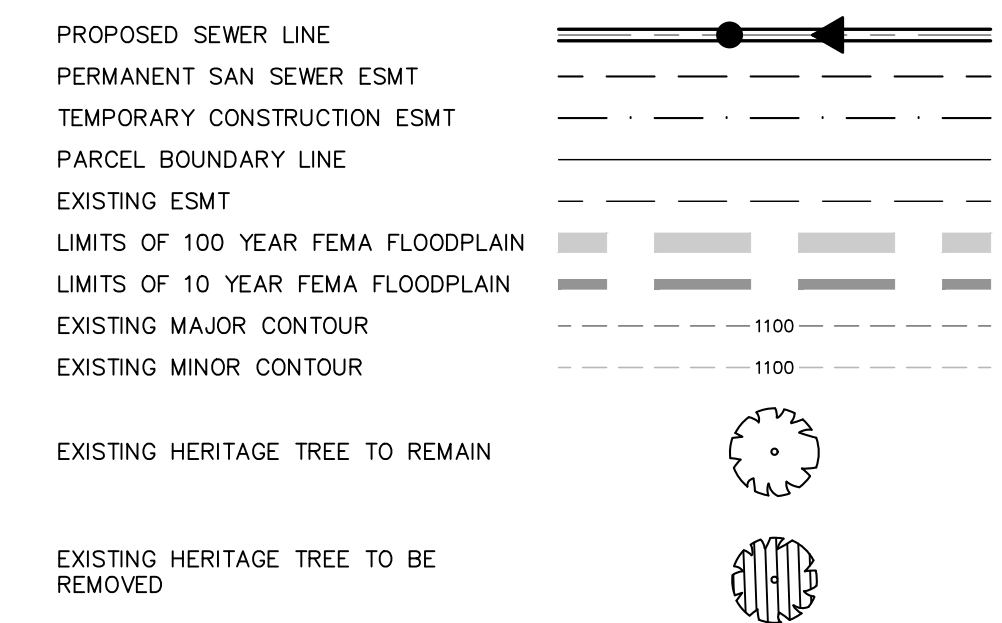 PROPOSED SEWER LINE
PERMANENT SAN SEWER ESMT
TEMPORARY CONSTRUCTION ESMT
PARCEL BOUNDARY LINE
EXISTING ESMT
LIMITS OF 100 YEAR FEMA FLOODPLAIN
LIMITS OF 10 YEAR FEMA FLOODPLAIN
EXISTING MAJOR CONTOUR 1100
EXISTING MINOR CONTOUR 1100
EXISTING HERITAGE TREE TO REMAIN
EXISTING HERITAGE TREE TO BE
REMOVED